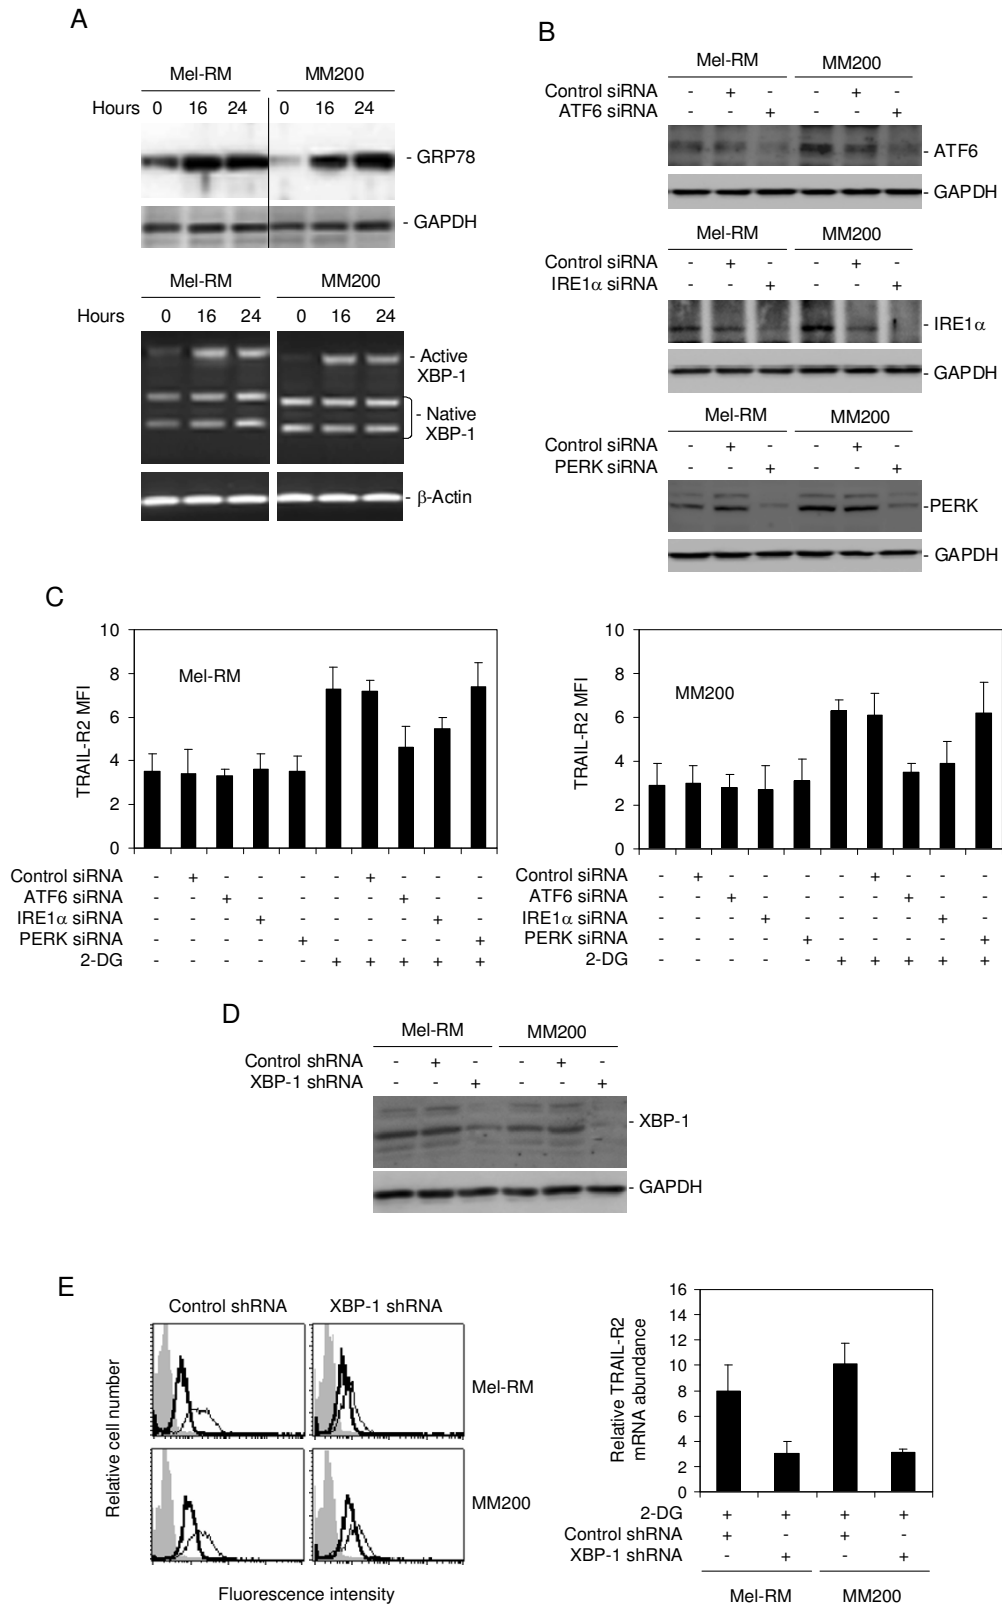 A
Mel-RM MM200
Hours 0 16 24 0 16 24
- GRP78
- GAPDH
Mel-RM MM200
Hours 0 16 24 0 16 24
- Active
XBP-1
- Native
XBP-1
- β-Actin
B
Mel-RM MM200
Control siRNA - + - - + -
ATF6 siRNA - - + - - +
- ATF6
- GAPDH
Mel-RM MM200
Control siRNA - + - - + -
IRE1α siRNA - - + - - +
- IRE1α
- GAPDH
Mel-RM MM200
Control siRNA - + - - + -
PERK siRNA - - + - - +
-PERK
- GAPDH
C
10
8
6
4
2
0
TRAIL-R2 MFI
Mel-RM
Control siRNA - + - - - - + - - -
ATF6 siRNA - - + - - - - + - -
IRE1α siRNA - - - + - - - - + -
PERK siRNA - - - - + - - - - +
2-DG - - - - - + + + + +
10
8
6
4
2
0
TRAIL-R2 MFI
MM200
Control siRNA - + - - - - + - - -
ATF6 siRNA - - + - - - - + - -
IRE1α siRNA - - - + - - - - + -
PERK siRNA - - - - + - - - - +
2-DG - - - - - + + + + +
D
Mel-RM MM200
Control shRNA - + - - + -
XBP-1 shRNA - - + - - +
- XBP-1
- GAPDH
E
Control shRNA XBP-1 shRNA
Relative cell number
Mel-RM
MM200
Fluorescence intensity
16
14
12
10
8
6
4
2
0
Relative TRAIL-R2
mRNA abundance
2-DG + + + +
Control shRNA + - + -
XBP-1 shRNA - + - +
Mel-RM MM200